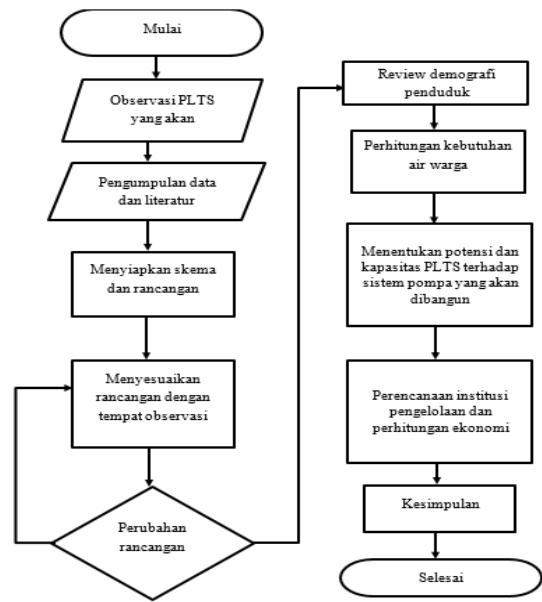 Mulai
Observasi PLTS
yang akan
Pengumpulan data
dan literatur
Menyiapkan skema
dan rancangan
Menyesuaikan
rancangan dengan
tempat observasi
Perubahan
rancangan
Review demografi
penduduk
Perhitungan kebutuhan
air warga
Menentukan potensi dan
kapasitas PLTS terhadap
sistem pompa yang akan
dibangun
Perencanaan institusi
pengelolaan dan
perhitungan ekonomi
Kesimpulan
Selesai